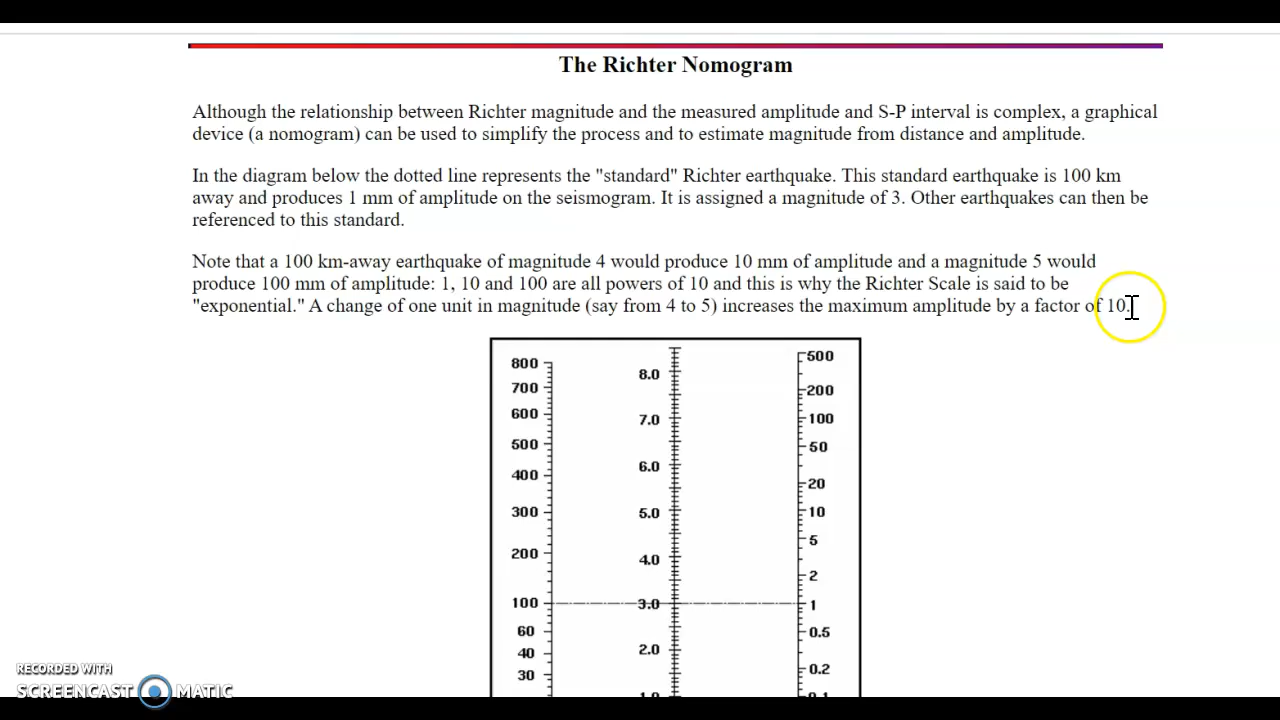 The Richter Nomogram
Although the relationship between Richter magnitude and the measured amplitude and S-P interval is complex, a graphical
device (a nomogram) can be used to simplify the process and to estimate magnitude from distance and amplitude.
In the diagram below the dotted line represents the "standard" Richter earthquake. This standard earthquake is 100 km
away and produces 1 mm of amplitude on the seismogram. It is assigned a magnitude of 3. Other earthquakes can then be
referenced to this standard.
Note that a 100 km-away earthquake of magnitude 4 would produce 10 mm of amplitude and a magnitude 5 would
produce 100 mm of amplitude: 1, 10 and 100 are all powers of 10 and this is why the Richter Scale is said to be
"exponential." A change of one unit in magnitude (say from 4 to 5) increases the maximum amplitude by a factor of 10.
800
700
600
500
400
300
200
100
60
40
30
8.0
7.0
6.0
5.0
4.0
3.0
2.0
1.0
500
200
100
50
20
10
5
2
1
0.5
0.2
0.1
RECORDED WITH
SCREENCAST MATIC